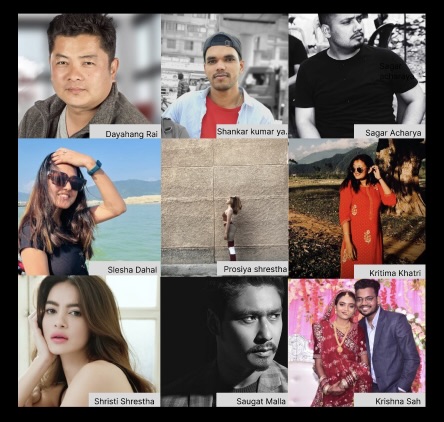 Dayahang Rai
Shankar kumar ya.
Sagar Acharya
Slesha Dahal
Prosiya shrestha
Kritima Khatri
Shristi Shrestha
Saugat Malla
Krishna Sah